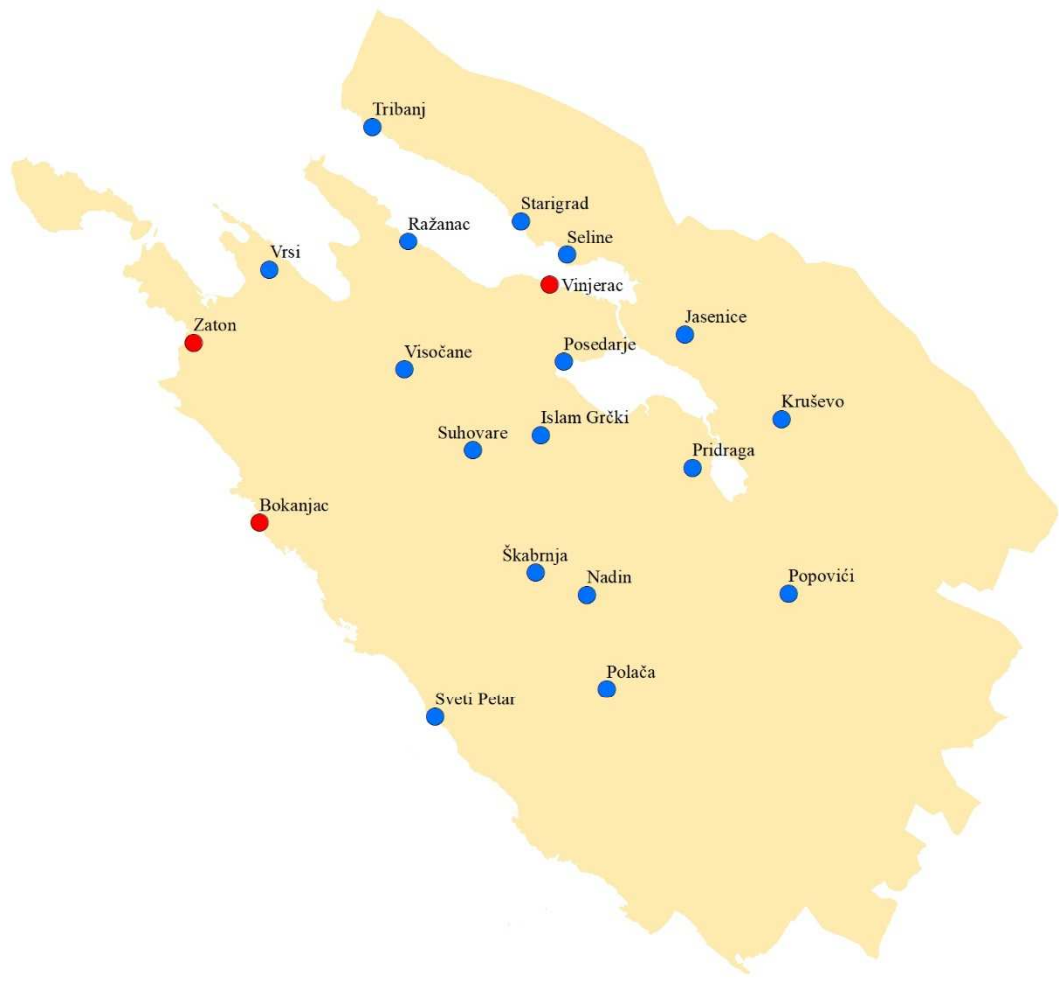 Tribanj
Starigrad
Ražanac
Seline
Vrsi
Vinjerac
Zaton
Jasenice
Visočane
Posedarje
Kruševo
Islam Grčki
Suhovare
Pridraga
Bokanjac
Škabrnja
Nadin
Popovići
Polača
Sveti Petar